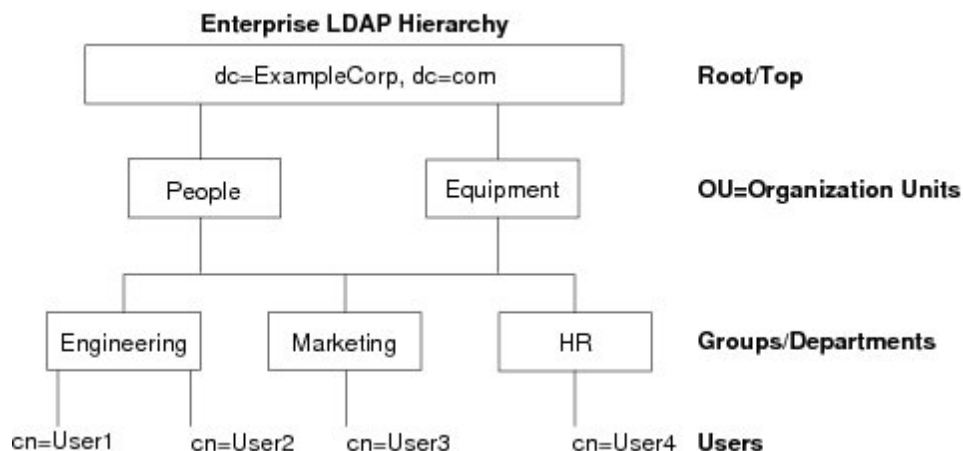 Enterprise LDAP Hierarchy
dc=ExampleCorp, dc=com
Root/Top
People
Equipment
OU=Organization Units
Engineering
Marketing
HR
Groups/Departments
cn=User1
cn=User2
cn=User3
cn=User4
Users